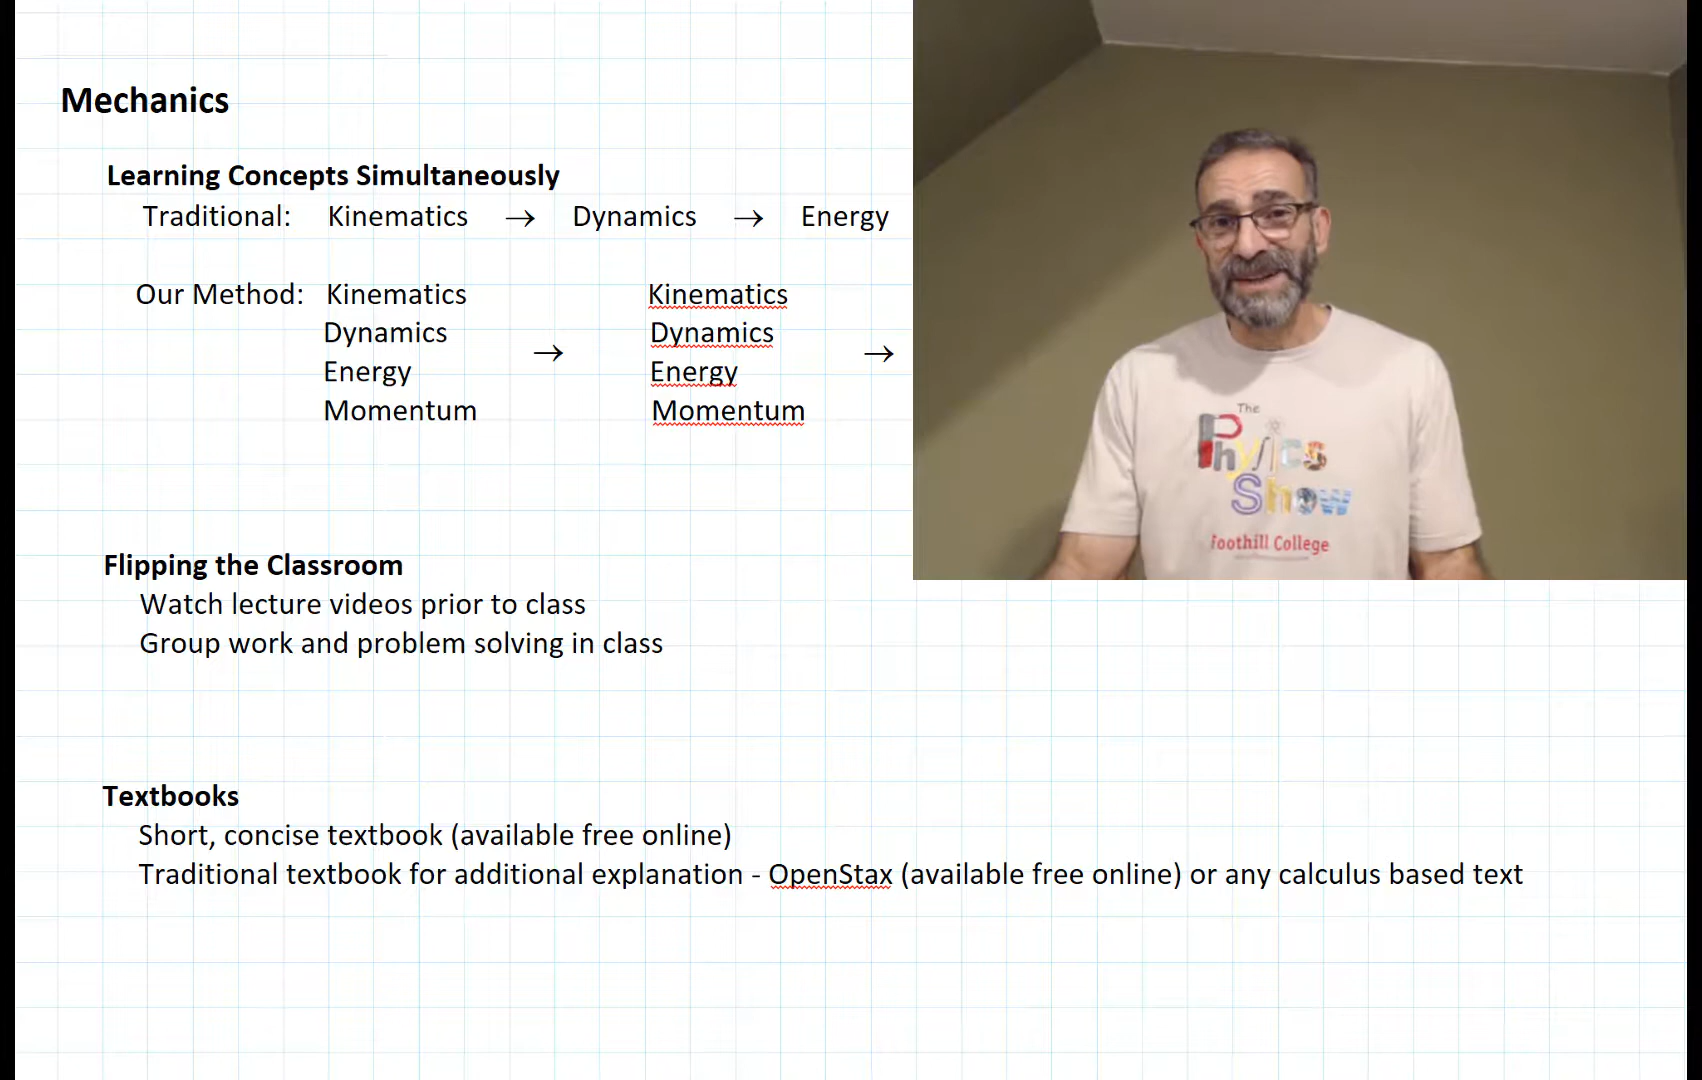 Mechanics
Learning Concepts Simultaneously
Traditional: Kinematics → Dynamics → Energy
Our Method: Kinematics Kinematics
Dynamics Dynamics
→ →
Energy Energy
Momentum Momentum
The
Physics
Show
Foothill College
Flipping the Classroom
Watch lecture videos prior to class
Group work and problem solving in class
Textbooks
Short, concise textbook (available free online)
Traditional textbook for additional explanation - OpenStax (available free online) or any calculus based text